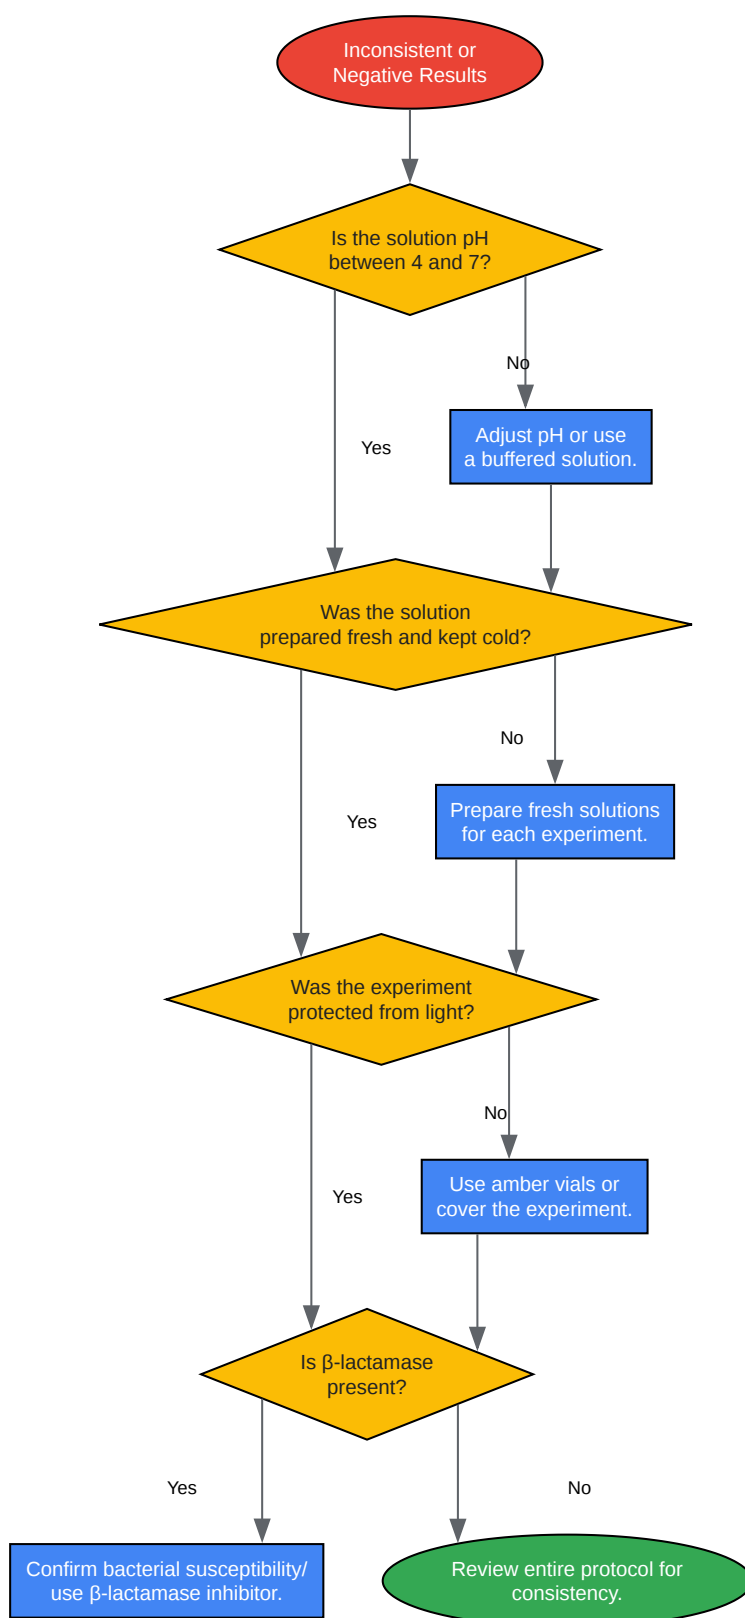 Inconsistent or
Negative Results
Is the solution pH
between 4 and 7?
No
Yes
Adjust pH or use
a buffered solution.
Was the solution
prepared fresh and kept cold?
No
Yes
Prepare fresh solutions
for each experiment.
Was the experiment
protected from light?
No
Yes
Use amber vials or
cover the experiment.
Is β-lactamase
present?
Yes
No
Confirm bacterial susceptibility/
use β-lactamase inhibitor.
Review entire protocol for
consistency.